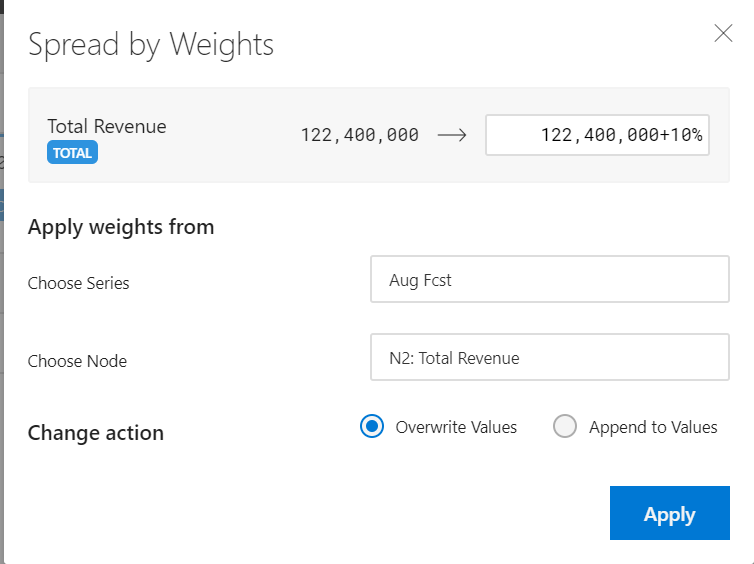 Spread by Weights
Total Revenue
TOTAL
122,400,000 → 122,400,000+10%
Apply weights from
Choose Series Aug Fcst
Choose Node N2: Total Revenue
Change action Overwrite Values Append to Values
Apply